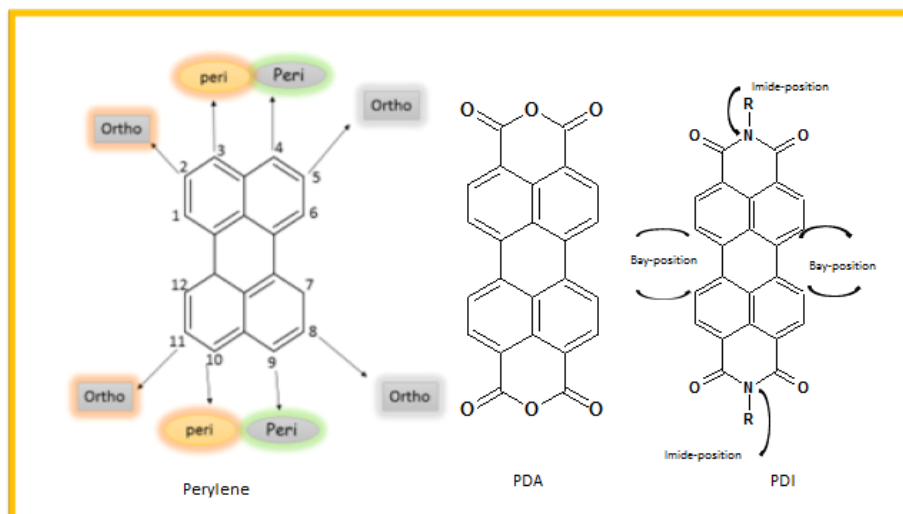 peri Peri
Ortho
Ortho
3 4
2 5
1 6
12 7
11 8
10 9
Ortho
Ortho
peri Peri
Perylene
O O O
O O O
PDA
Imide-position
R
O N O
Bay-position
Bay-position
O N O
R
Imide-position
PDI